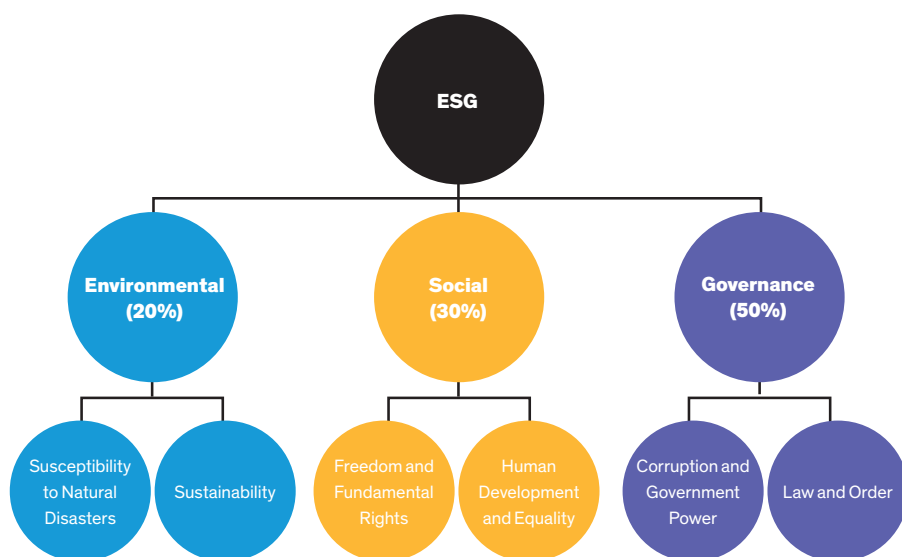 ESG
Environmental
(20%)
Social
(30%)
Governance
(50%)
Susceptibility
to Natural
Disasters
Sustainability
Freedom and
Fundamental
Rights
Human
Development
and Equality
Corruption and
Government
Power
Law and Order